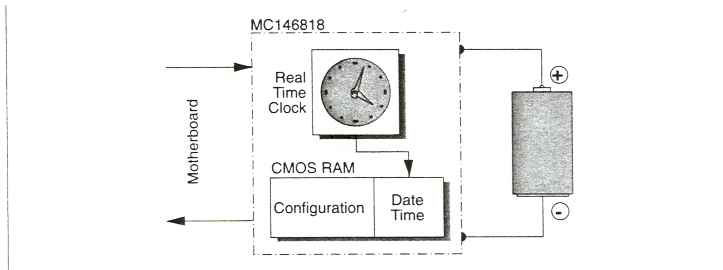 MC146818
Real
Time
Clock
Motherboard
CMOS RAM
Configuration
Date
Time
+
-